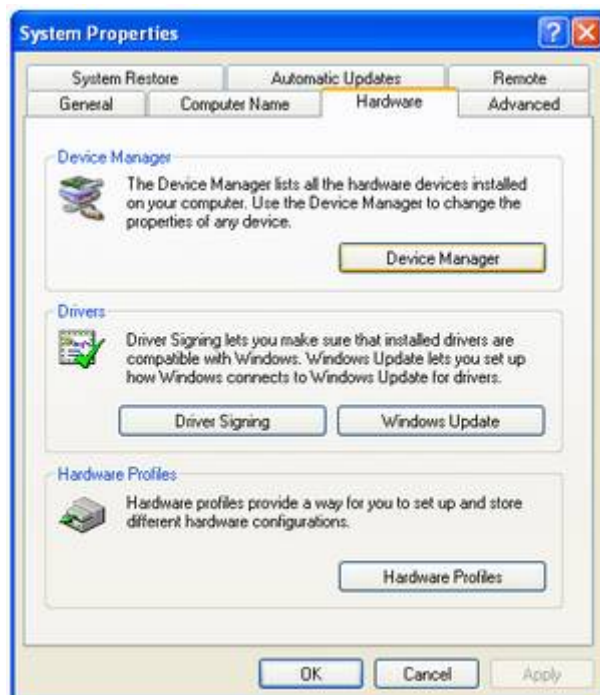 System Properties
System Restore Automatic Updates Remote
General Computer Name Hardware Advanced
Device Manager
The Device Manager lists all the hardware devices installed
on your computer. Use the Device Manager to change the
properties of any device.
Device Manager
Drivers
Driver Signing lets you make sure that installed drivers are
compatible with Windows. Windows Update lets you set up
how Windows connects to Windows Update for drivers.
Driver Signing Windows Update
Hardware Profiles
Hardware profiles provide a way for you to set up and store
different hardware configurations.
Hardware Profiles
OK Cancel Apply